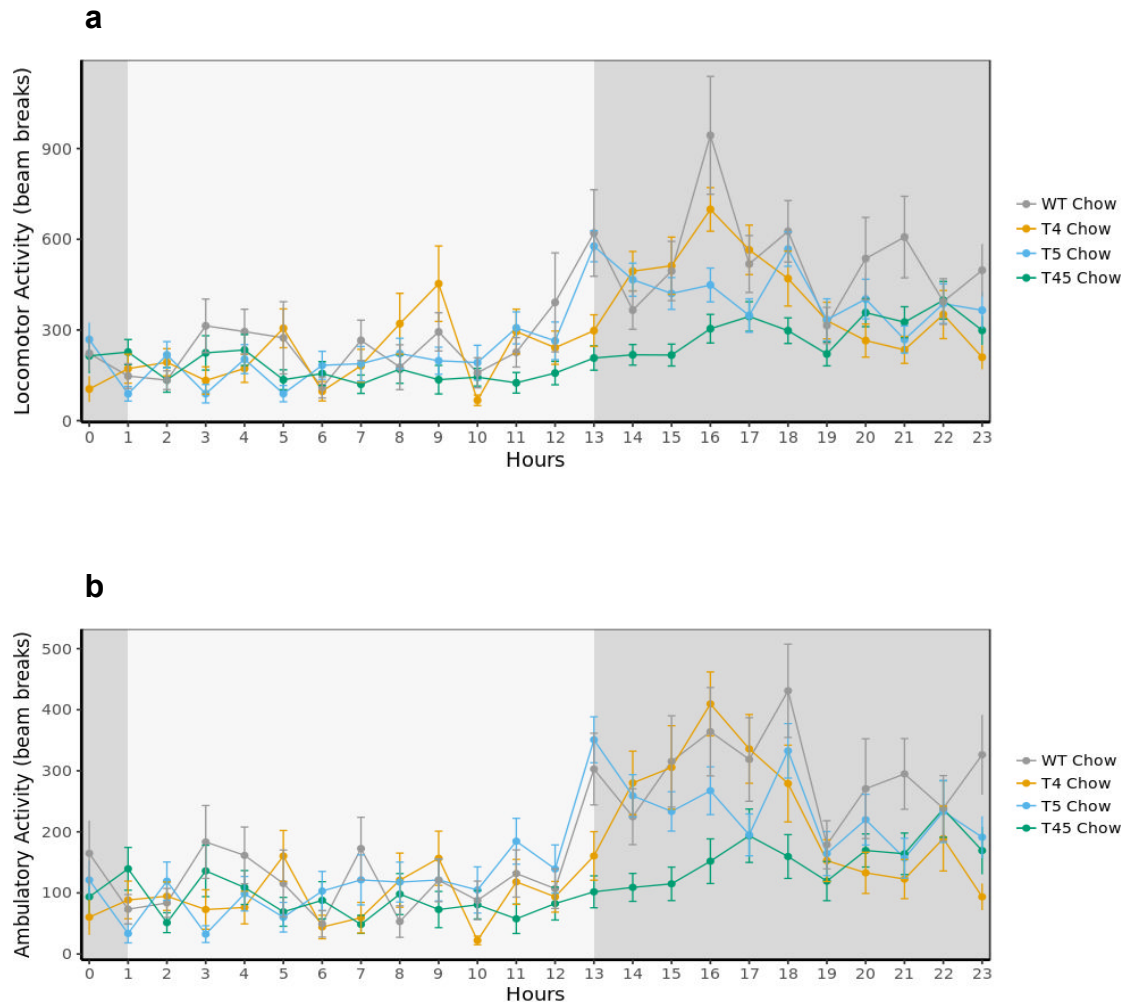 a
Locomotor Activity (beam breaks)
900
600
300
0
0 1 2 3 4 5 6 7 8 9 10 11 12 13 14 15 16 17 18 19 20 21 22 23
Hours
WT Chow
T4 Chow
T5 Chow
T45 Chow
b
Ambulatory Activity (beam breaks)
500
400
300
200
100
0
0 1 2 3 4 5 6 7 8 9 10 11 12 13 14 15 16 17 18 19 20 21 22 23
Hours
WT Chow
T4 Chow
T5 Chow
T45 Chow